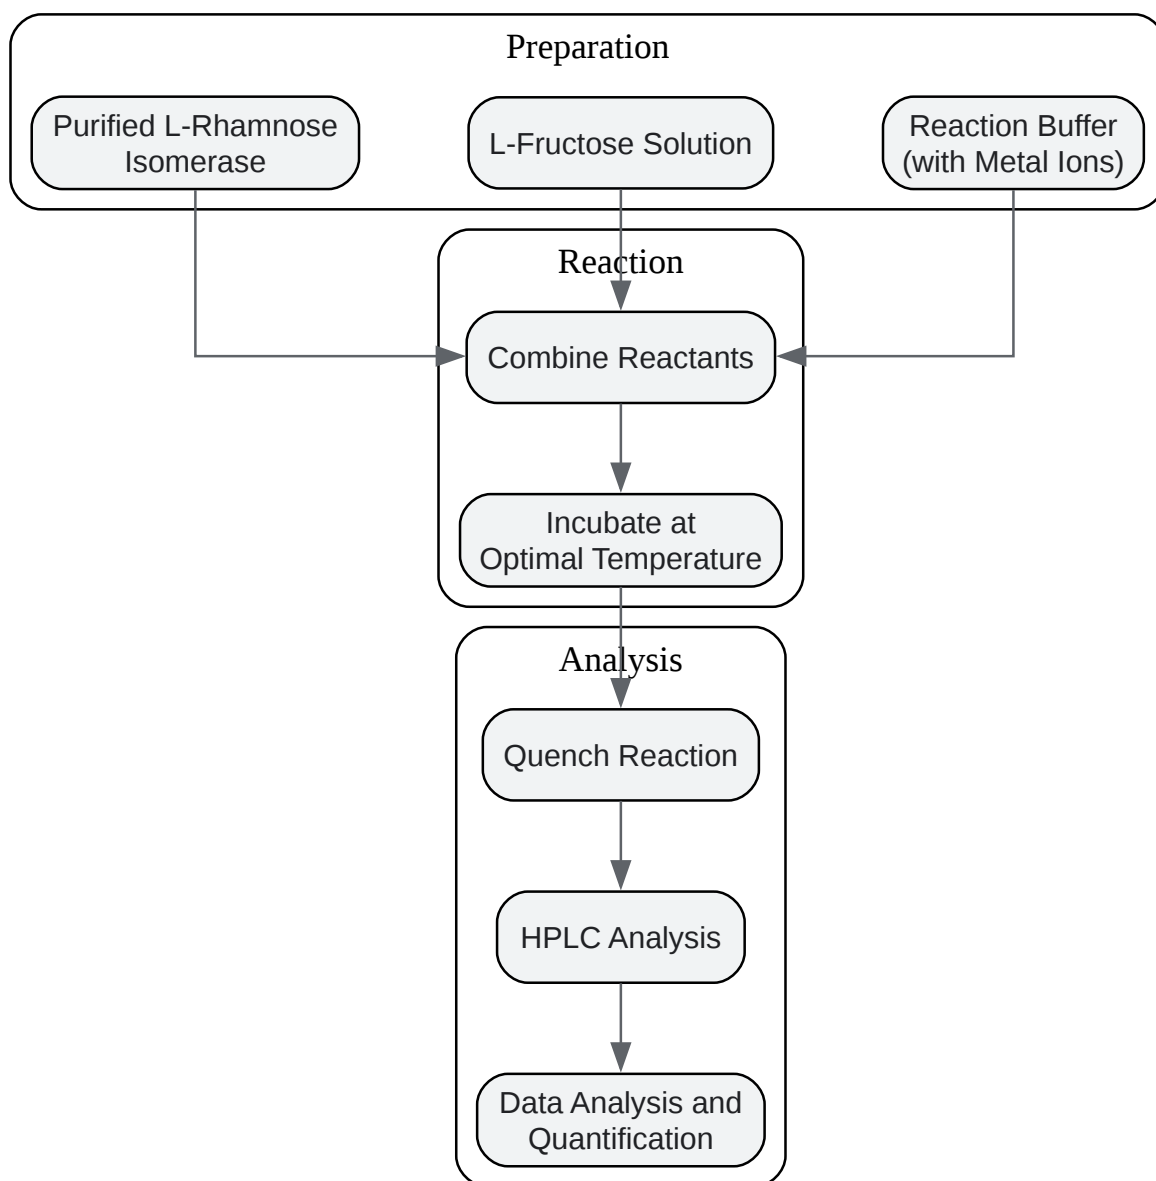 Preparation
Purified L-Rhamnose
Isomerase
L-Fructose Solution
Reaction Buffer
(with Metal Ions)
Reaction
Combine Reactants
Incubate at
Optimal Temperature
Analysis
Quench Reaction
HPLC Analysis
Data Analysis and
Quantification